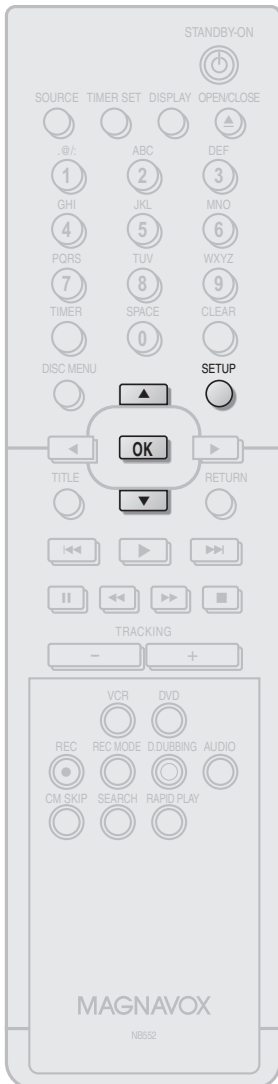 STANDBY-ON
SOURCE TIMER SET DISPLAY OPEN/CLOSE
.@/: ABC DEF
1 2 3
GHI JKL MNO
4 5 6
PQRS TUV WXYZ
7 8 9
TIMER SPACE CLEAR
0
DISC MENU SETUP
OK
TITLE RETURN
TRACKING
- +
VCR DVD
REC REC MODE D.DUBBING AUDIO
CM SKIP SEARCH RAPID PLAY
MAGNAVOX
NB552